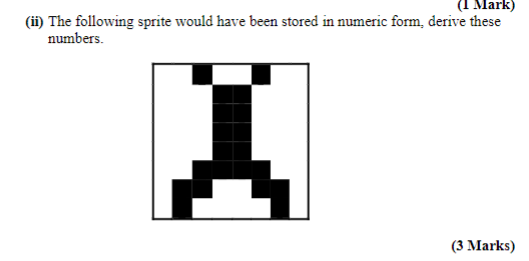 (1 Mark)
(ii) The following sprite would have been stored in numeric form, derive these
numbers.
(3 Marks)